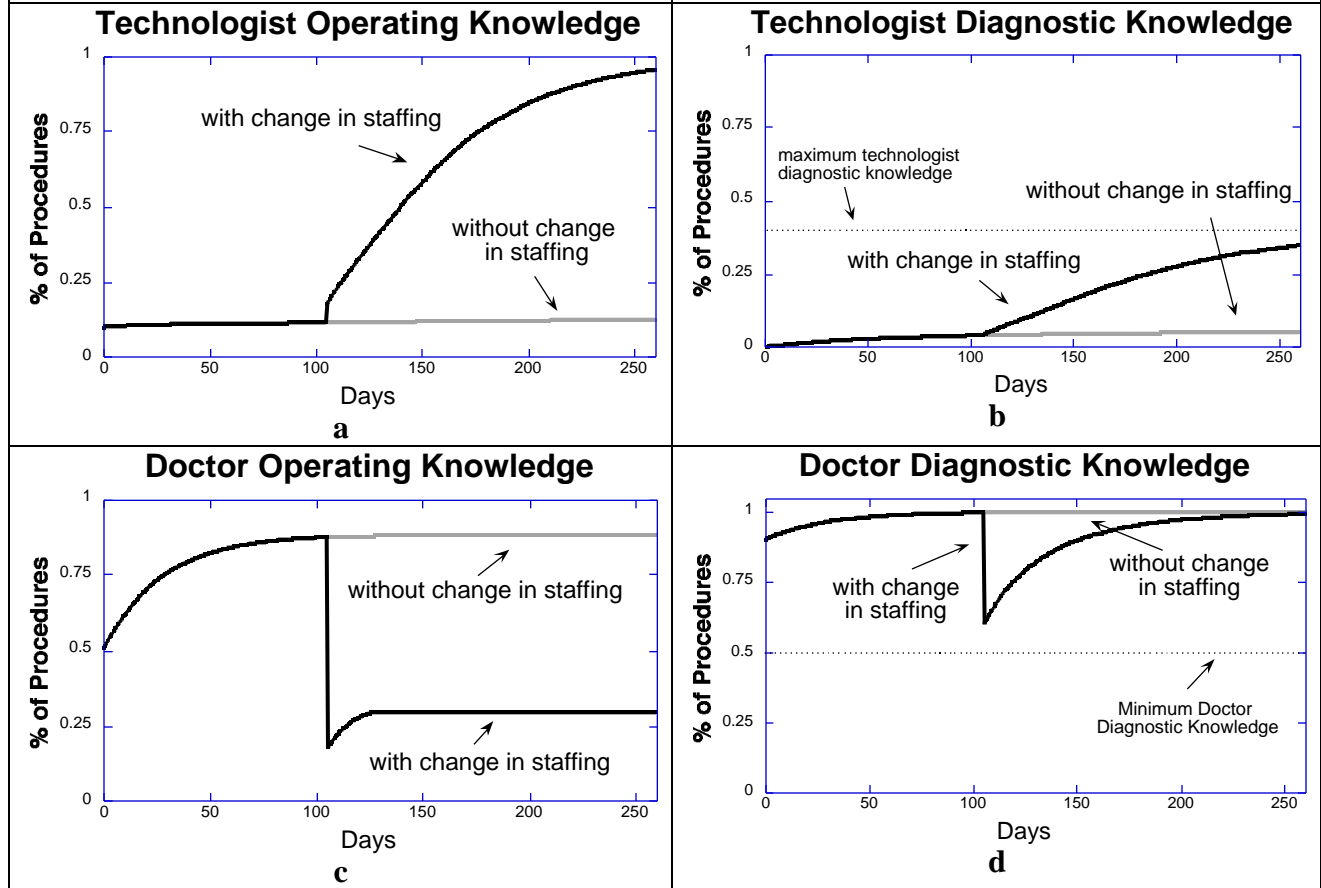 Technologist Operating Knowledge
% of Procedures
1
0.75
0.5
0.25
0
with change in staffing
without change
in staffing
0 50 100 150 200 250
Days
a
Technologist Diagnostic Knowledge
% of Procedures
1
0.75
0.5
0.25
0
maximum technologist
diagnostic knowledge
without change in staffing
with change in staffing
0 50 100 150 200 250
Days
b
Doctor Operating Knowledge
% of Procedures
1
0.75
0.5
0.25
0
without change in staffing
with change in staffing
0 50 100 150 200 250
Days
c
Doctor Diagnostic Knowledge
% of Procedures
1
0.75
0.5
0.25
0
with change
in staffing
without change
in staffing
Minimum Doctor
Diagnostic Knowledge
0 50 100 150 200 250
Days
d